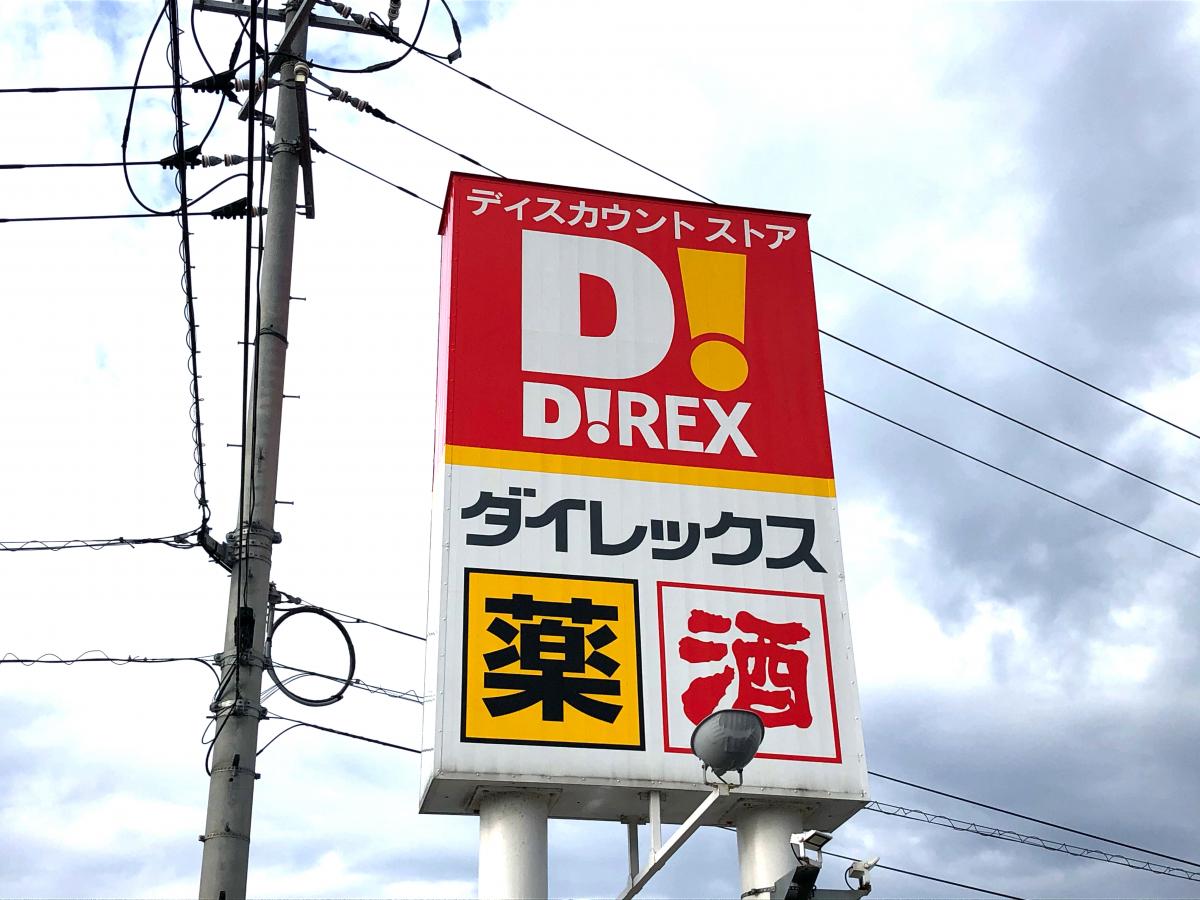 ディスカウント ストア
D!
D!REX
ダイレックス
薬 酒